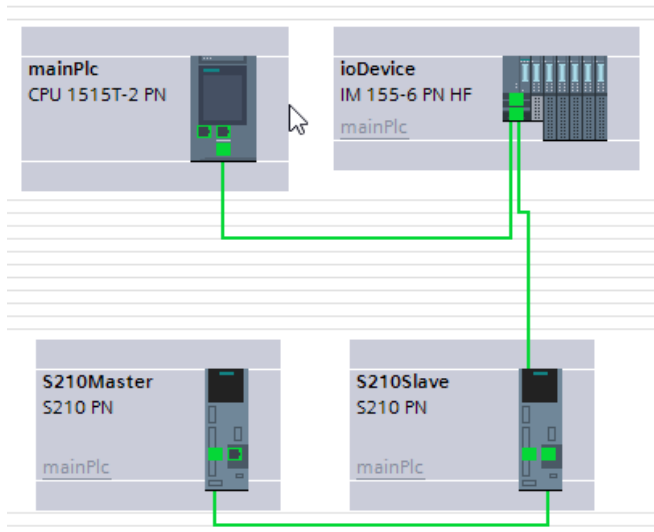 mainPlc
CPU 1515T-2 PN
ioDevice
IM 155-6 PN HF
mainPlc
S210Master
S210 PN
mainPlc
S210Slave
S210 PN
mainPlc